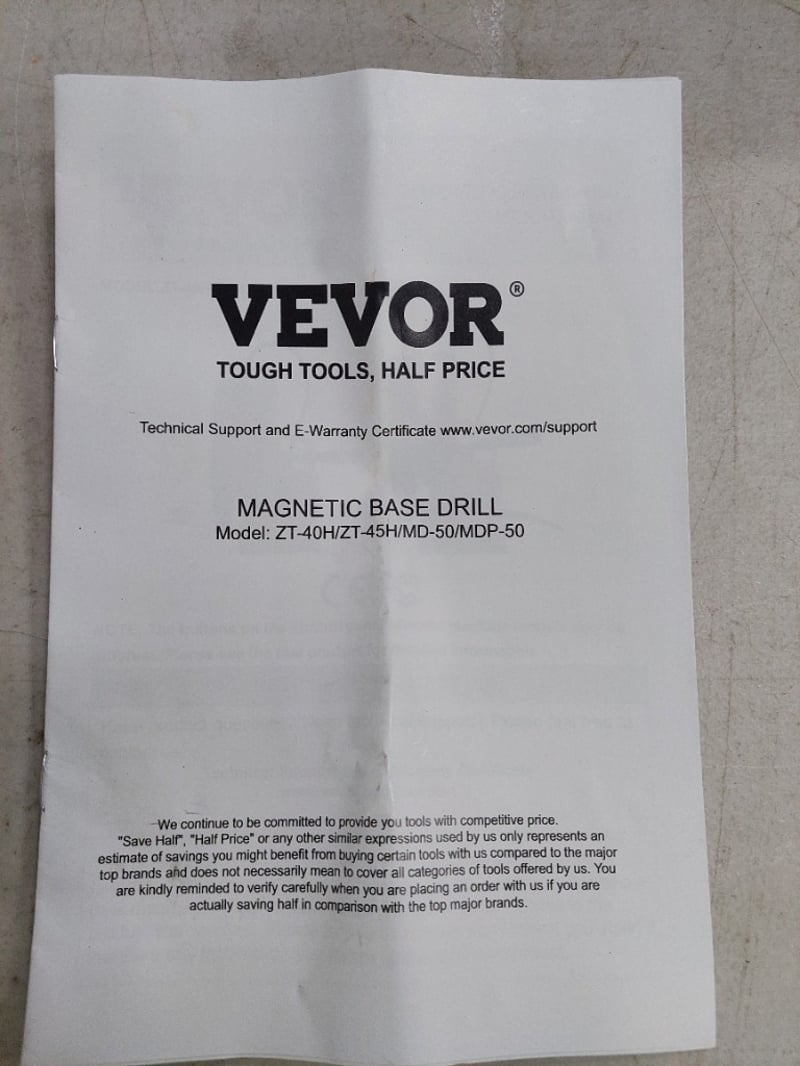 VEVOR®
TOUGH TOOLS, HALF PRICE
Technical Support and E-Warranty Certificate www.vevor.com/support
MAGNETIC BASE DRILL
Model: ZT-40H/ZT-45H/MD-50/MDP-50
We continue to be committed to provide you tools with competitive price.
"Save Half", "Half Price" or any other similar expressions used by us only represents an
estimate of savings you might benefit from buying certain tools with us compared to the major
top brands and does not necessarily mean to cover all categories of tools offered by us. You
are kindly reminded to verify carefully when you are placing an order with us if you are
actually saving half in comparison with the top major brands.